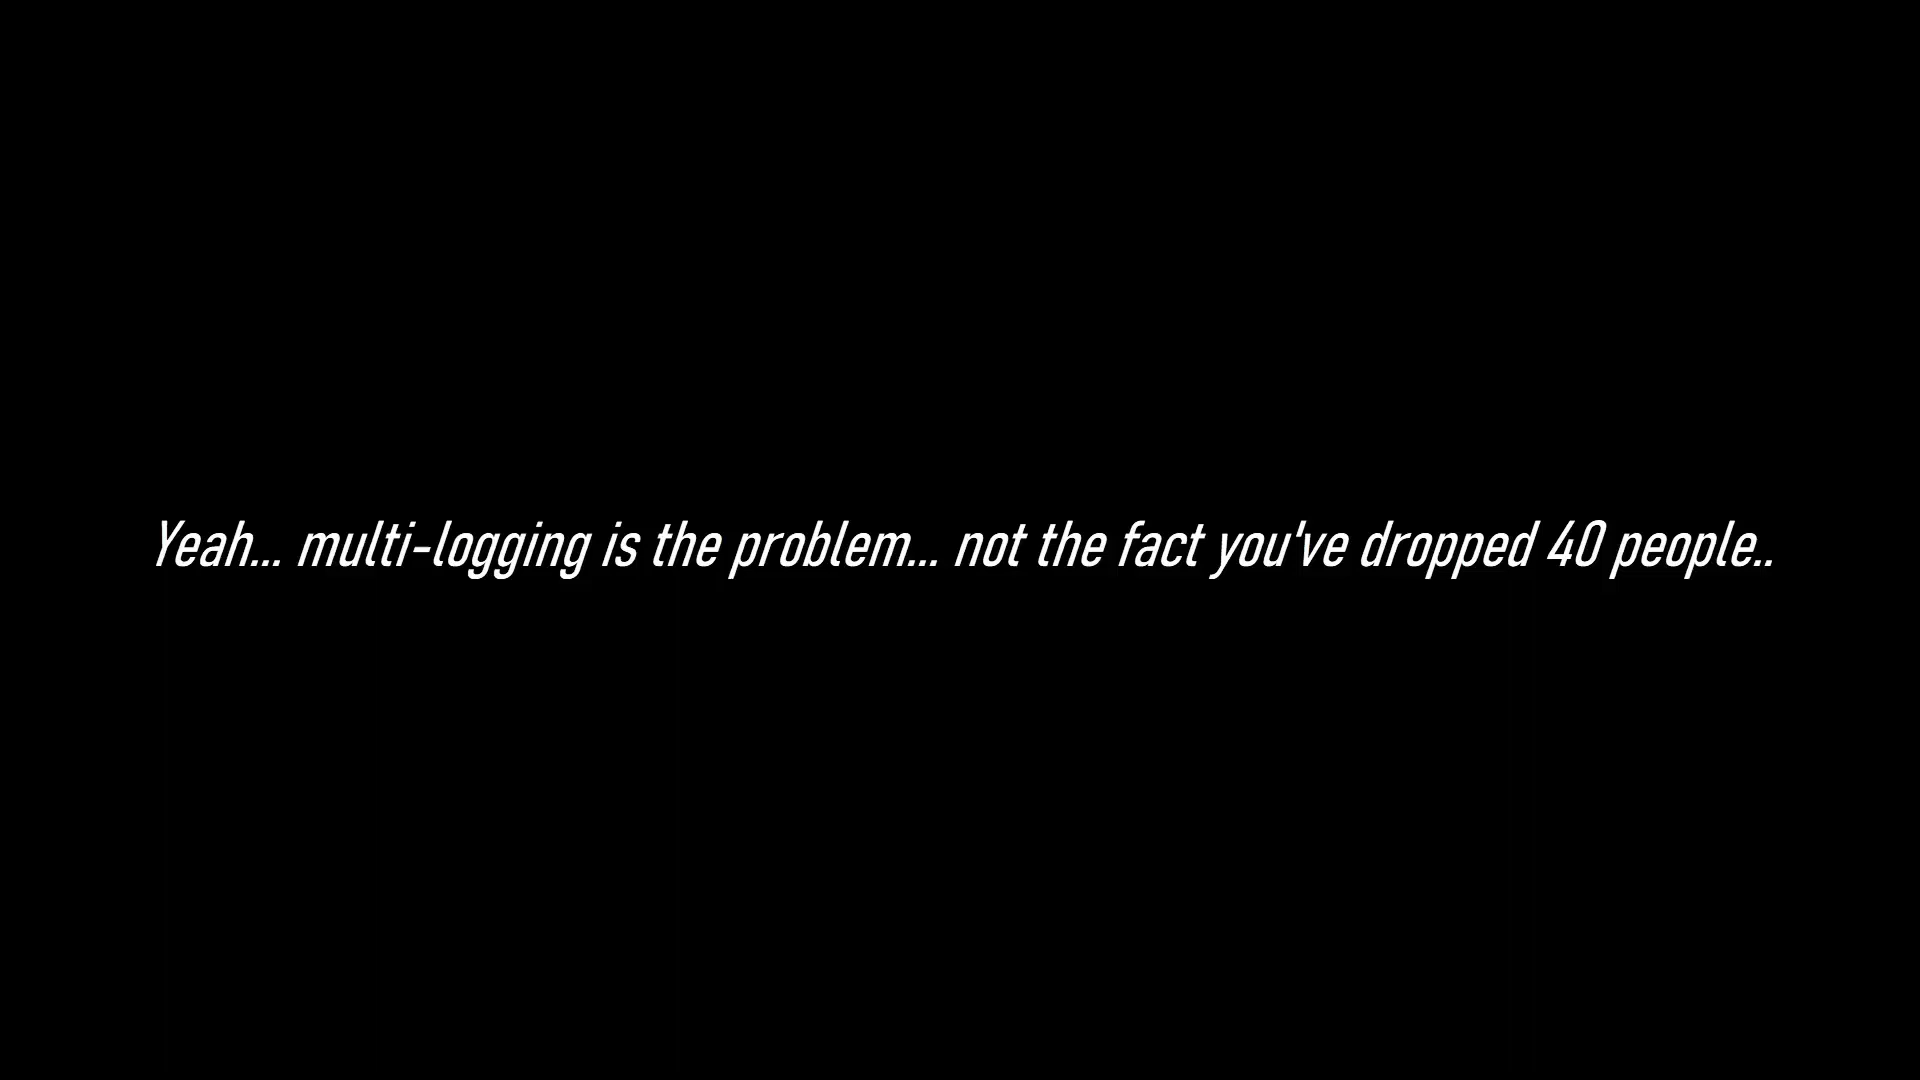 Yeah... multi-logging is the problem... not the fact you've dropped 40 people..